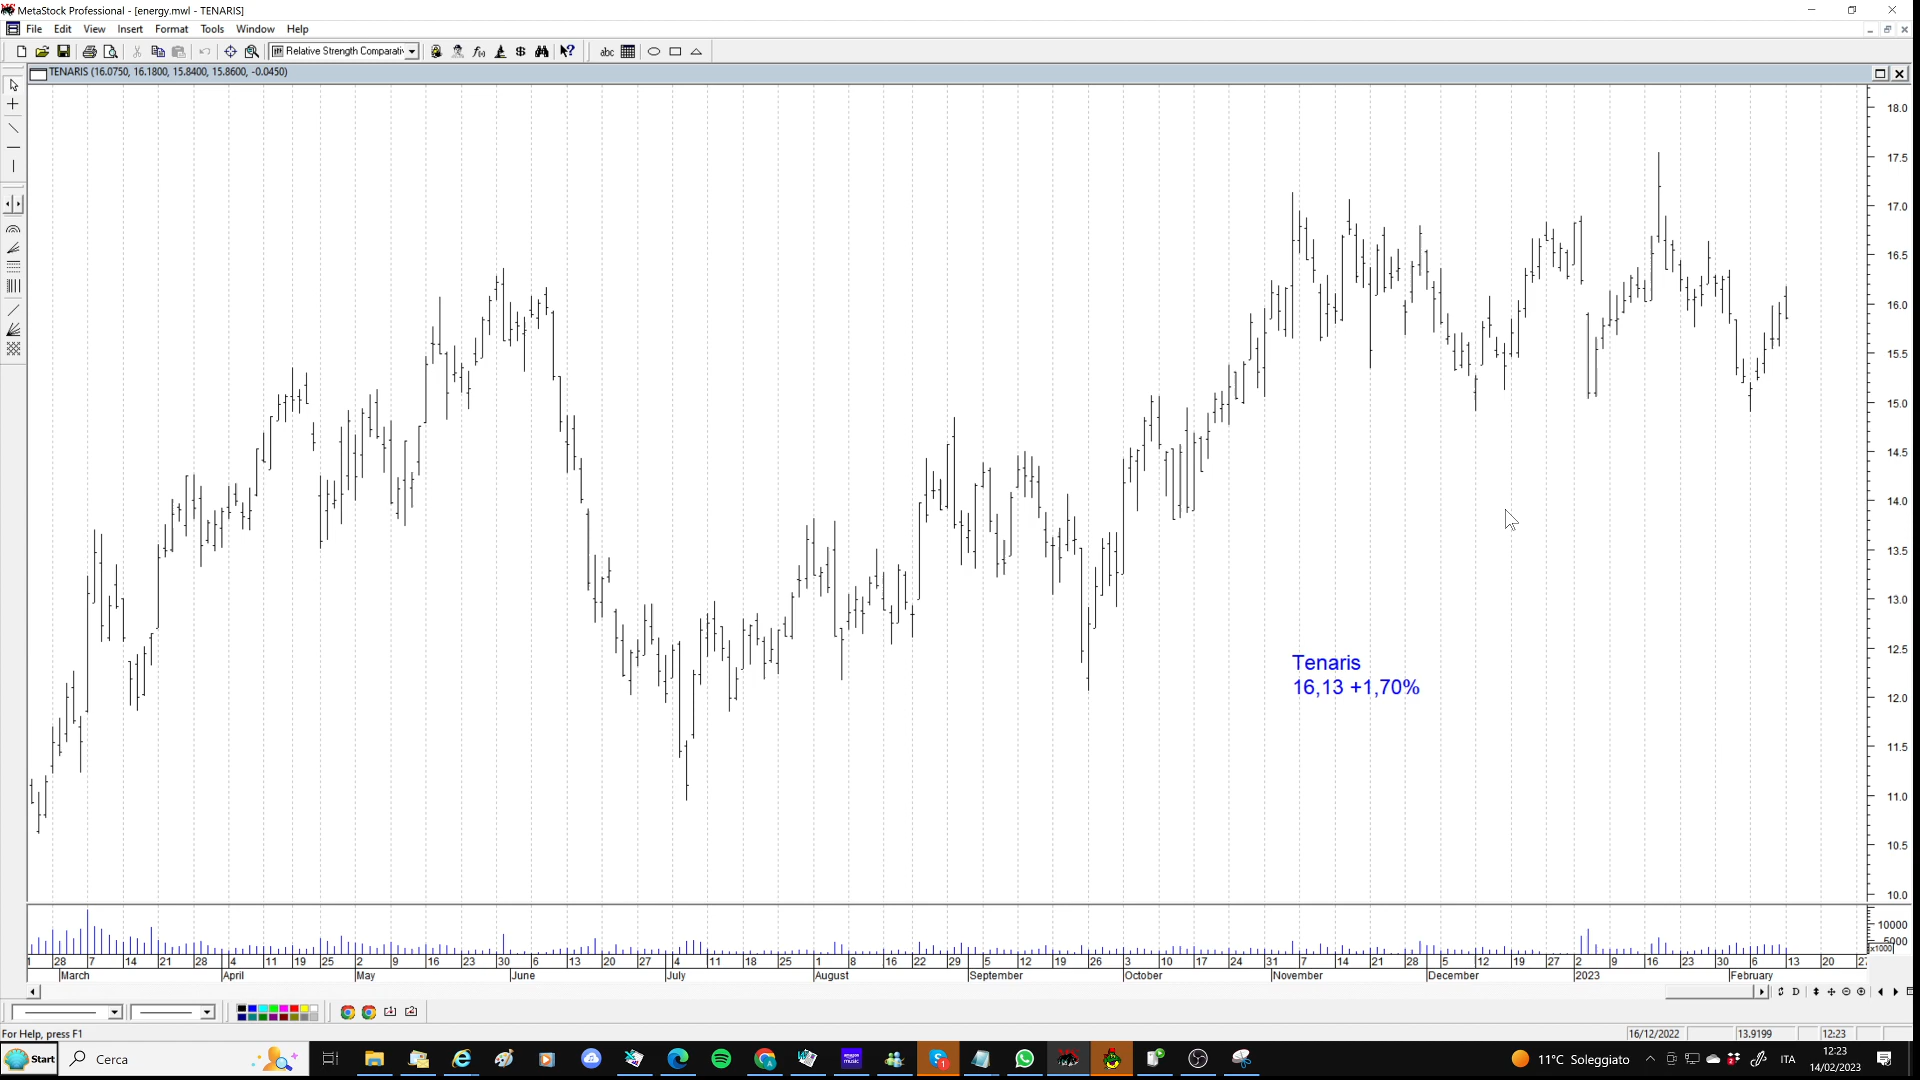 MetaStock Professional - [energy.mwl - TENARIS]
File Edit View Insert Format Tools Window Help
Relative Strength Comparati
abc
TENARIS (16.0750, 16.1800, 15.8400, 15.8600, -0.0450)
18.0
17.5
17.0
16.5
16.0
15.5
15.0
14.5
14.0
13.5
13.0
12.5
12.0
11.5
11.0
10.5
10.0
Tenaris
16,13 +1,70%
10000
5000
x1000
28 7 14 21 28 4 11 19 25 2 9 16 23 30 6 13 20 27 4 11 18 25 1 8 16 22 29 5 12 19 26 3 10 17 24 31 7 14 21 28 5 12 19 27 2 9 16 23 30 6 13 20 27
March April May June July August September October November December 2023 February
D
For Help, press F1
16/12/2022 13.9199 12:23
Start Cerca 11°C Soleggiato ITA 12:23
14/02/2023